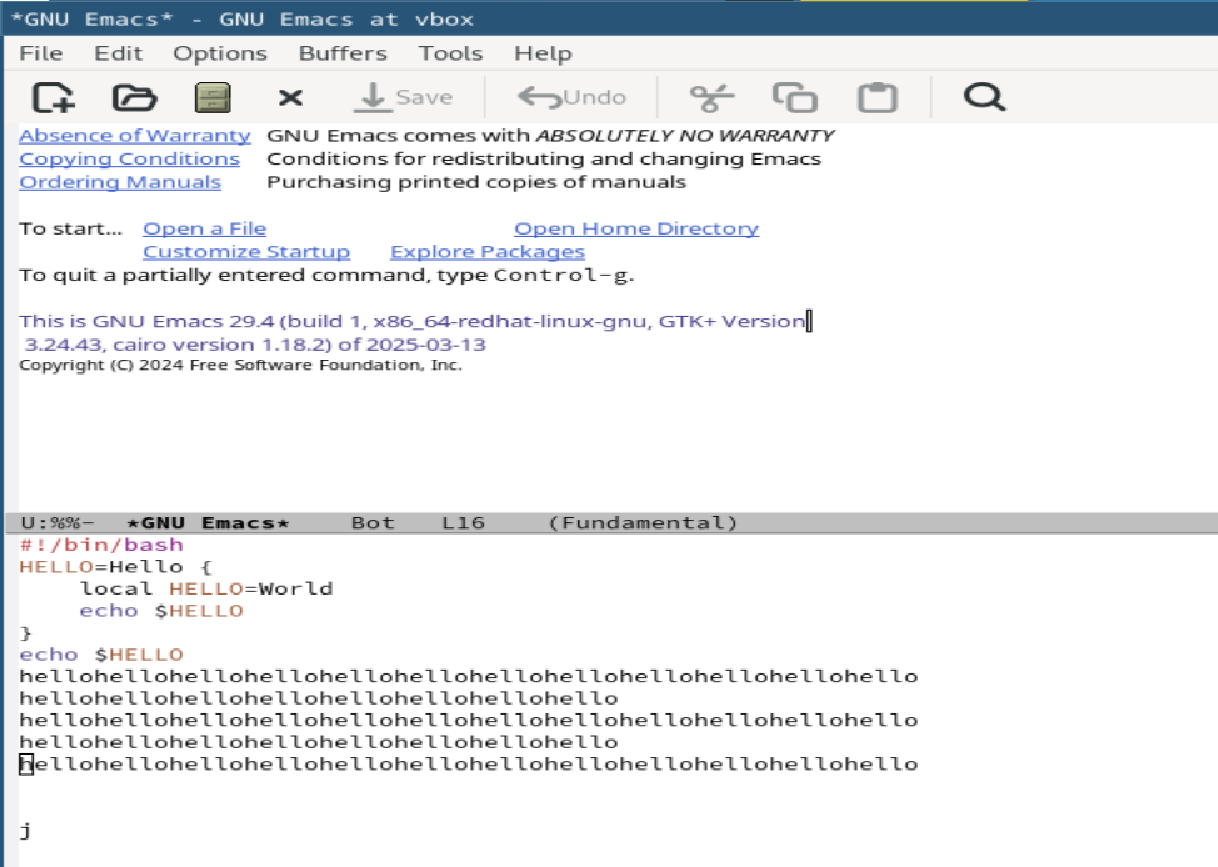 *GNU Emacs* - GNU Emacs at vbox
File Edit Options Buffers Tools Help
Save Undo
Absence of Warranty GNU Emacs comes with ABSOLUTELY NO WARRANTY
Copying Conditions Conditions for redistributing and changing Emacs
Ordering Manuals Purchasing printed copies of manuals
To start... Open a File Open Home Directory
Customize Startup Explore Packages
To quit a partially entered command, type Control-g.
This is GNU Emacs 29.4 (build 1, x86_64-redhat-linux-gnu, GTK+ Version
3.24.43, cairo version 1.18.2) of 2025-03-13
Copyright (C) 2024 Free Software Foundation, Inc.
U:%%- *GNU Emacs* Bot L16 (Fundamental)
#!/bin/bash
HELLO=Hello {
local HELLO=World
echo $HELLO
}
echo $HELLO
hellohellohellohellohellohellohellohellohellohellohellohello
hellohellohellohellohellohellohellohello
hellohellohellohellohellohellohellohellohellohellohellohello
hellohellohellohellohellohellohellohello
hellohellohellohellohellohellohellohellohellohellohellohello
j